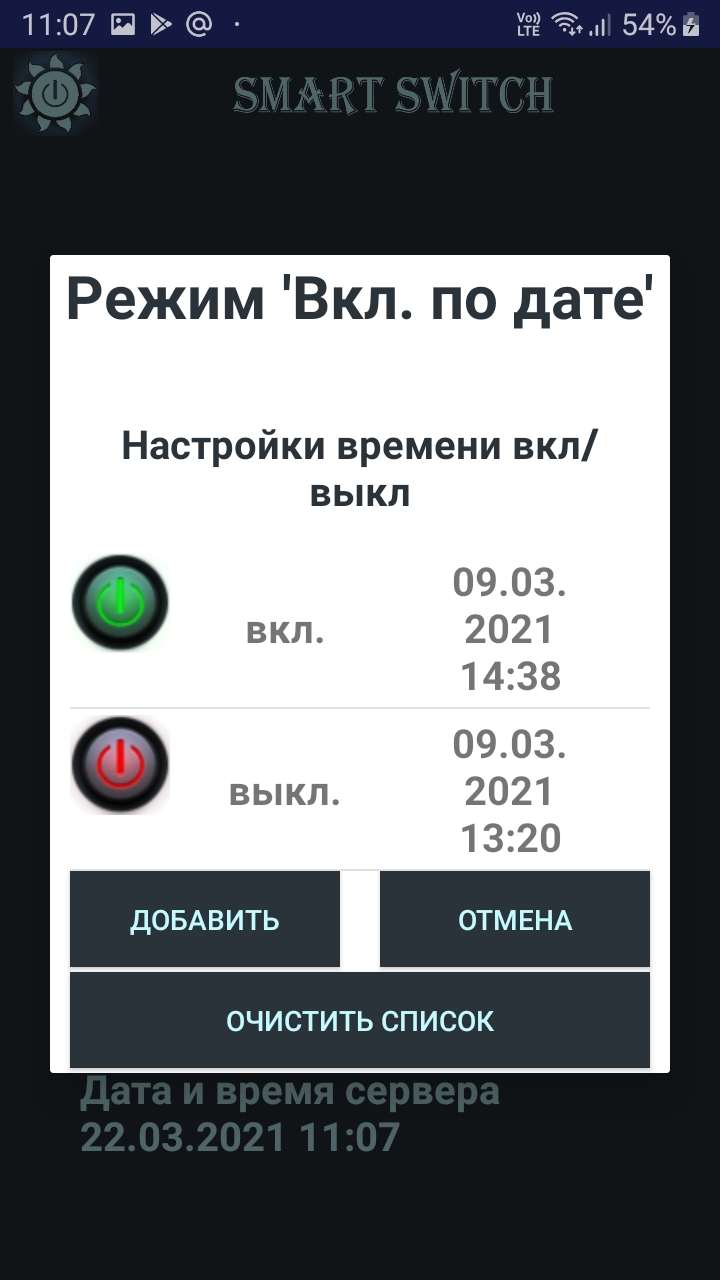 11:07
Vo)) LTE
54%
SMART SWITCH
Режим 'Вкл. по дате'
Настройки времени вкл/
выкл
вкл.
09.03.
2021
14:38
выкл.
09.03.
2021
13:20
ДОБАВИТЬ
ОТМЕНА
ОЧИСТИТЬ СПИСОК
Дата и время сервера
22.03.2021 11:07